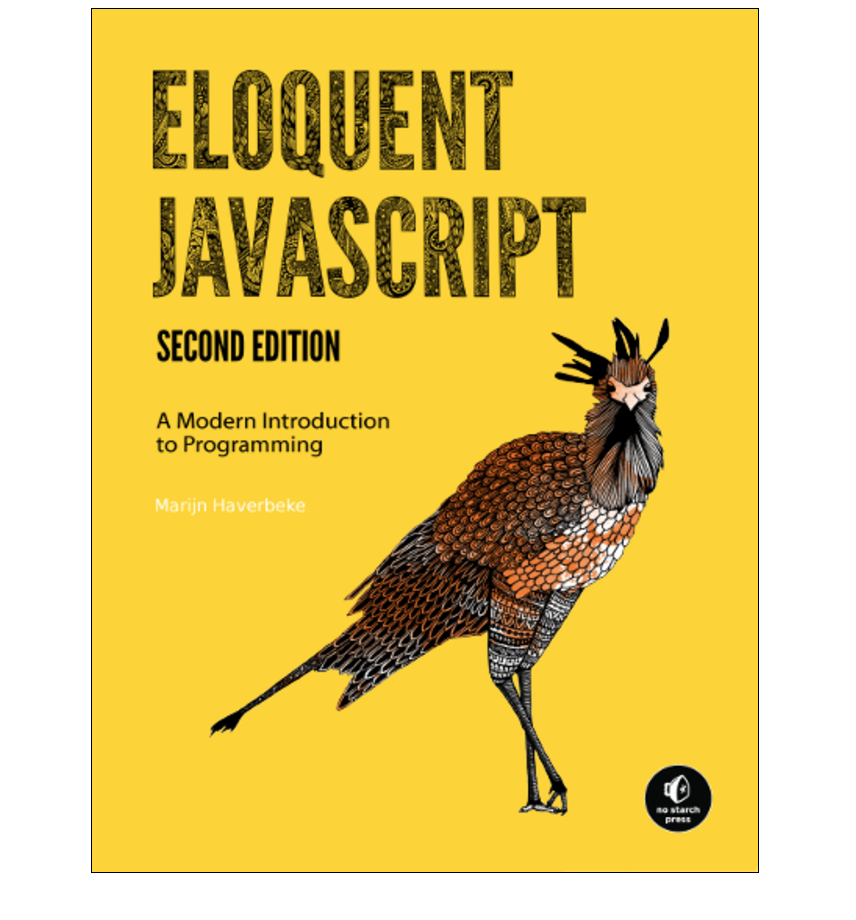 ELOQUENT
JAVASCRIPT
SECOND EDITION
A Modern Introduction
to Programming
Marijn Haverbeke
no starch
press